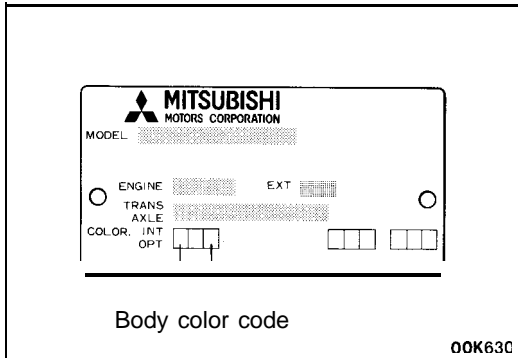 MITSUBISHI
MOTORS CORPORATION
MODEL
ENGINE EXT
TRANS
AXLE
COLOR, INT
OPT
Body color code
00K630